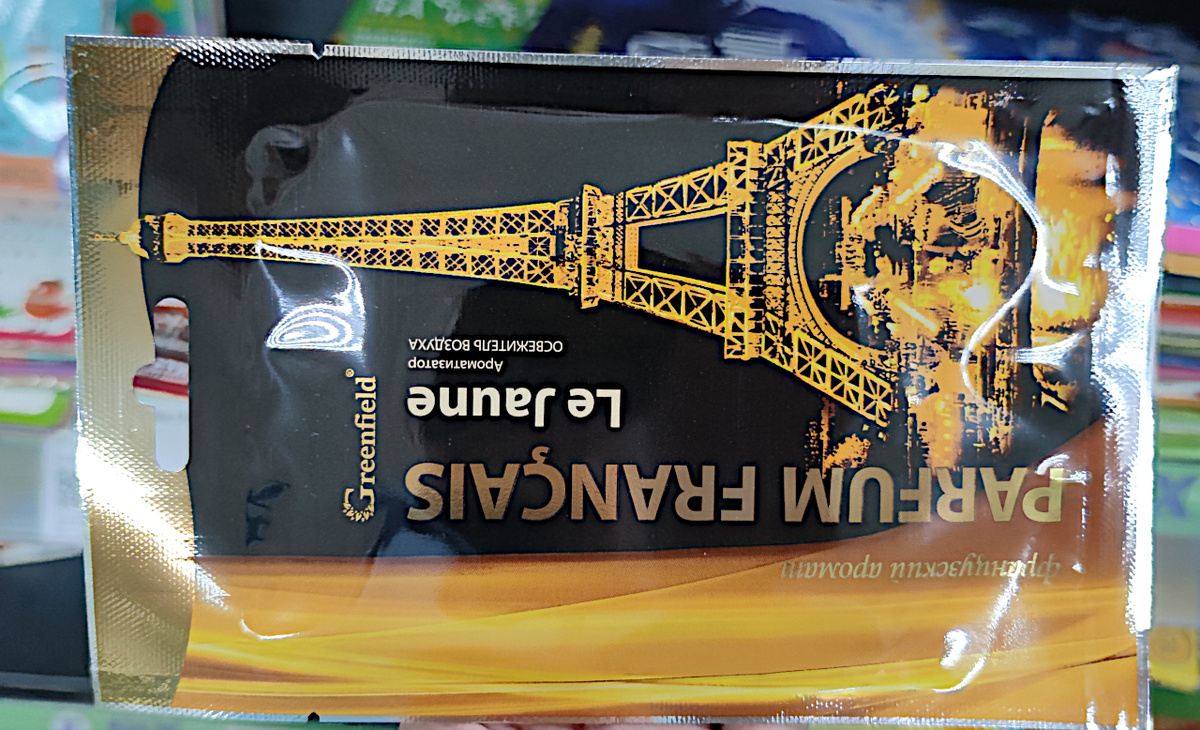 французский аромат
PARFUM FRANÇAIS
Le Jaune
Ароматизатор
ОСВЕЖИТЕЛЬ ВОЗДУХА
Greenfield®